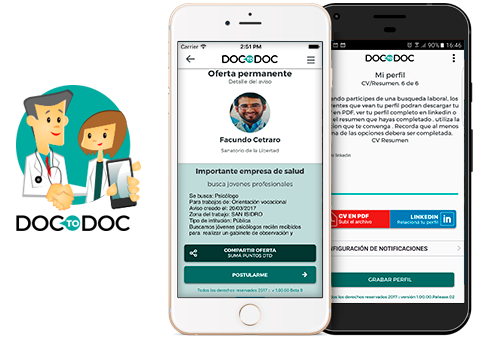 DOC TO DOC
Carrier
2:51 PM
DOC TO DOC
Oferta permanente
Detalle del aviso
Facundo Cetraro
Sanatorio de la Libertad
Importante empresa de salud
busca jovenes profesionales
Se busca: Psicólogo
Para trabajos de: Orientación vocacional
Aviso creado el: 20/03/2017
Zona del trabajo: SAN ISIDRO
Tipo de intitución: Pública
Buscamos jóvenes psicologos recién recibidos
para realizar un gabinete de observación y
COMPARTIR OFERTA
SUMÁ PUNTOS DTD
POSTULARME
Todos los derechos reservados 2017 :: v 1.00.00 Beta 6
90% 16:46
DOC TO DOC
Mi perfil
CV/Resumen. 6 de 6
ndo participes de una busqueda laboral, los
entes que vean tu perfil podran descargar tu
en PDF, ver tu perfil completo en linkedin o
el resumen que hayas completado. utiliza la
cion que te convenga . Recorda que al menos
na de las opciones debera ser completada.
CV Resumen
n linkedin
CV EN PDF
Subi el archivo
LINKEDIN
Relaciona tu perfil
FIGURACIÓN DE NOTIFICACIONES
GRABAR PERFIL
os los derechos reservados 2017 :: versión 1.00.00 Release.02